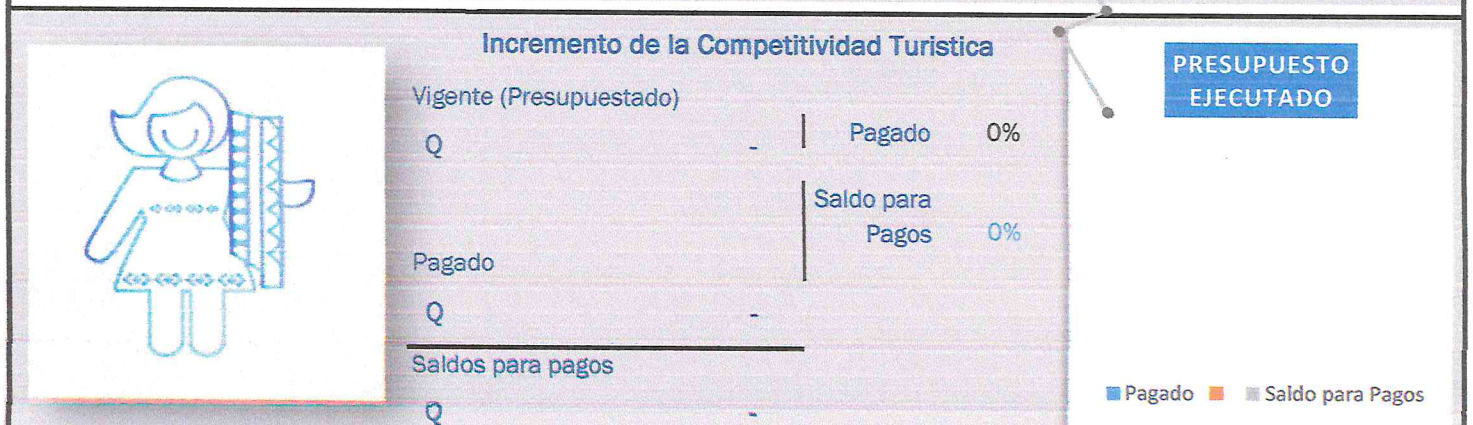 Incremento de la Competitividad Turistica
Vigente (Presupuestado)
Q -
Pagado 0%
Saldo para
Pagos 0%
Pagado
Q -
Saldos para pagos
Q -
PRESUPUESTO
EJECUTADO
Pagado Saldo para Pagos